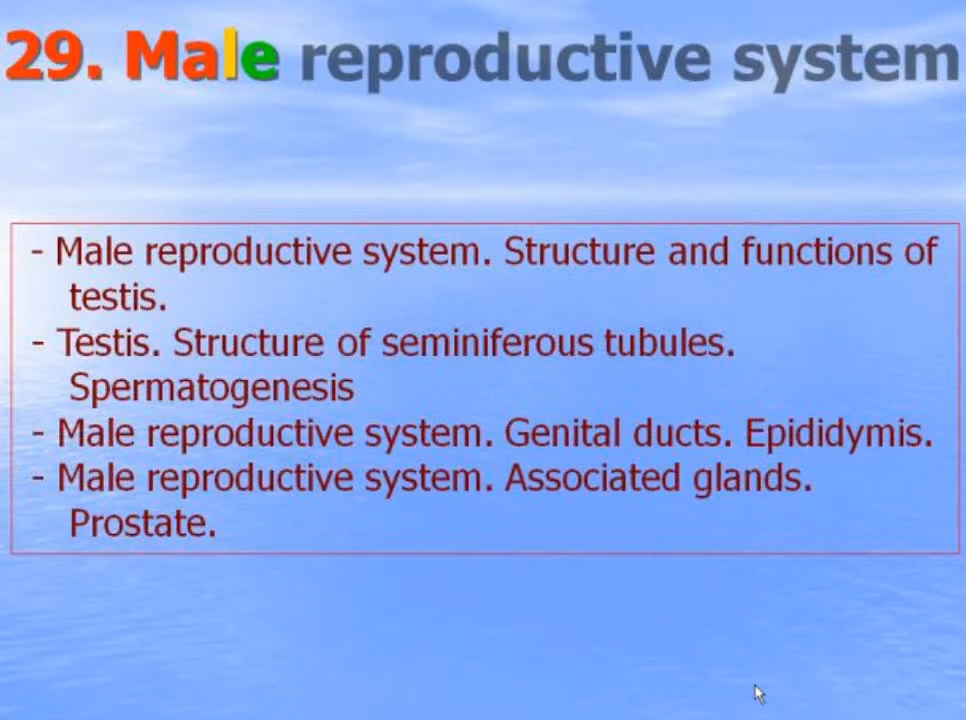 29. Male reproductive system
- Male reproductive system. Structure and functions of
testis.
- Testis. Structure of seminiferous tubules.
Spermatogenesis
- Male reproductive system. Genital ducts. Epididymis.
- Male reproductive system. Associated glands.
Prostate.